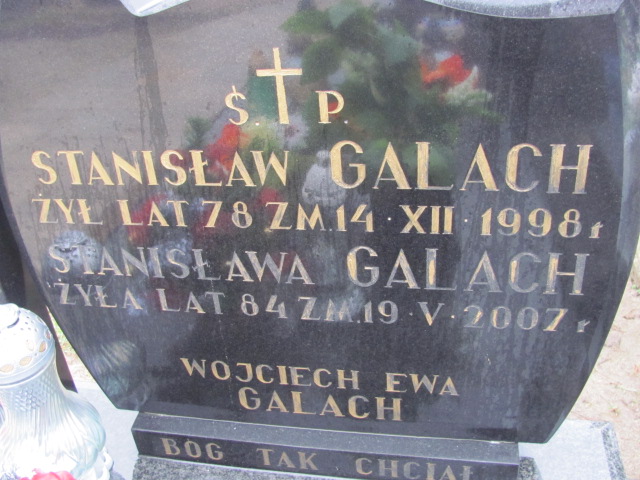 Ś. P.
STANISŁAW GALACH
ŻYŁ LAT 78 ZM. 14 · XII · 1998 r
STANISŁAWA GALACH
ŻYŁA LAT 84 ZM. 19 · V · 2007 r
WOJCIECH EWA
GALACH
BÓG TAK CHCIAŁ